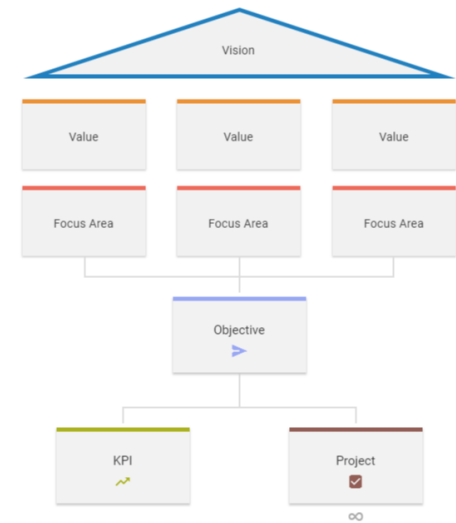 Vision
Value
Value
Value
Focus Area
Focus Area
Focus Area
Objective
KPI
Project